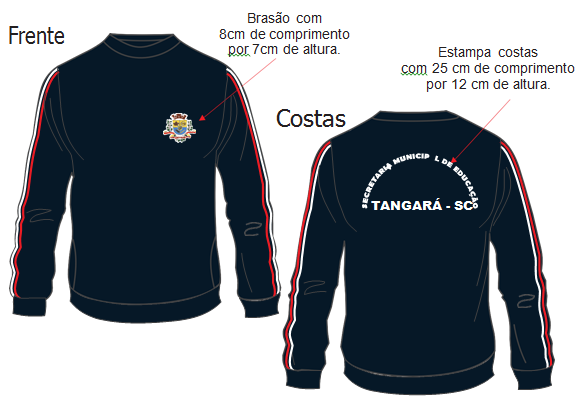 Frente
Brasão com
8cm de comprimento
por 7cm de altura.
Estampa costas
com 25 cm de comprimento
por 12 cm de altura.
Costas
SECRETARIA MUNICIP L DE EDUCAÇÃO
TANGARÁ - SC